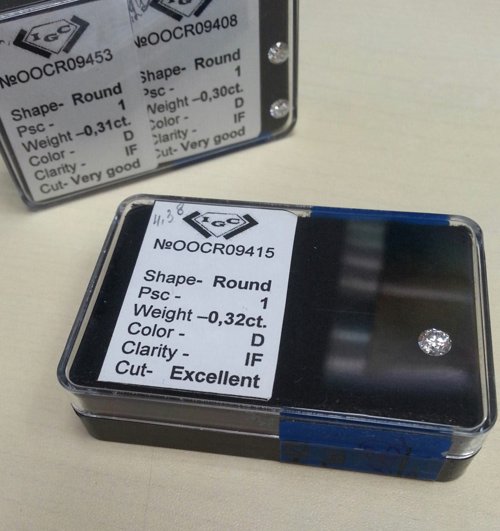 IGC
№OOCR09453
Shape- Round
Psc - 1
Weight –0,31ct.
Color - D
Clarity - IF
Cut- Very good
IGC
№OOCR09408
Shape- Round
Psc - 1
Weight –0,30ct.
Color - D
Clarity - IF
Cut- Very good
4,38
IGC
№OOCR09415
Shape- Round
Psc - 1
Weight –0,32ct.
Color - D
Clarity - IF
Cut- Excellent